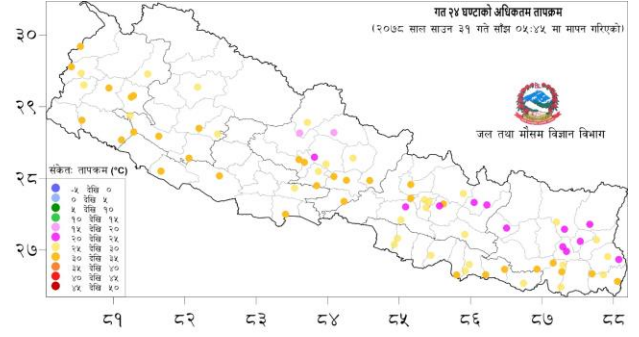 गत २४ घण्टाको अधिकतम तापक्रम
(२०७८ साल साउन ३१ गते साँझ ०५:४५ मा मापन गरिएको)
जल तथा मौसम विज्ञान विभाग
३०
२९
२८
२७
संकेतः तापक्रम (°C)
-५ देखि ०
० देखि ५
५ देखि १०
१० देखि १५
१५ देखि २०
२० देखि २५
२५ देखि ३०
३० देखि ३५
३५ देखि ४०
४० देखि ४५
४५ देखि ५०
८१ ८२ ८३ ८४ ८५ ८६ ८७ ८८